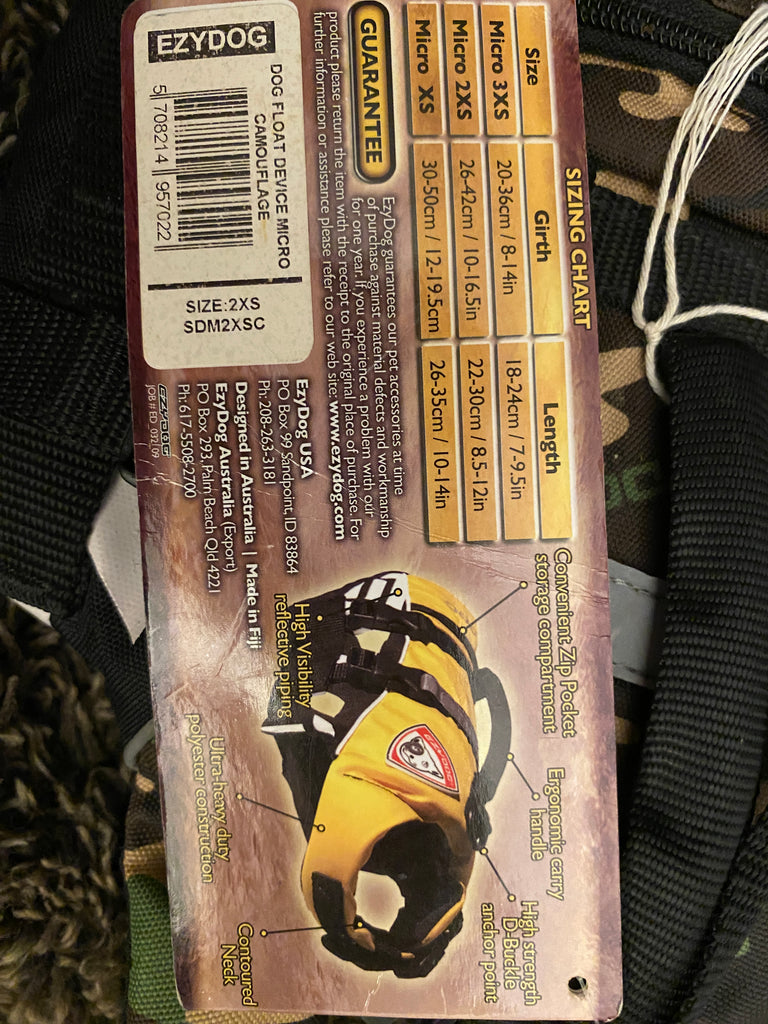 SIZING CHART
Size Girth Length
Micro 3XS 20-36cm / 8-14in 18-24cm / 7-9.5in
Micro 2XS 26-42cm / 10-16.5in 22-30cm / 8.5-12in
Micro XS 30-50cm / 12-19.5cm 26-35cm / 10-14in
GUARANTEE
EzyDog guarantees our pet accessories at time
of purchase against material defects and workmanship
for one year. If you experience a problem with our
product please return the item with the receipt to the original place of purchase. For
further information or assistance please refer to our web site: www.ezydog.com
EZYDOG
DOG FLOAT DEVICE MICRO
CAMOUFLAGE
5 708214 957022
SIZE:2XS
SDM2XSC
EzyDog USA
PO Box 99 Sandpoint, ID 83864
Ph: 208-263-3181
Designed in Australia | Made in Fiji
EzyDog Australia (Export)
PO Box 293, Palm Beach Qld 4221
Ph: 617-5508-2700
EZYDOG
JOB # ED_032_09
Convenient Zip Pocket
storage compartment
Ergonomic carry
handle
High strength
D-Buckle
anchor point
High Visibility
reflective piping
Ultra-heavy duty
polyester construction
Contoured
Neck
EZYDOG